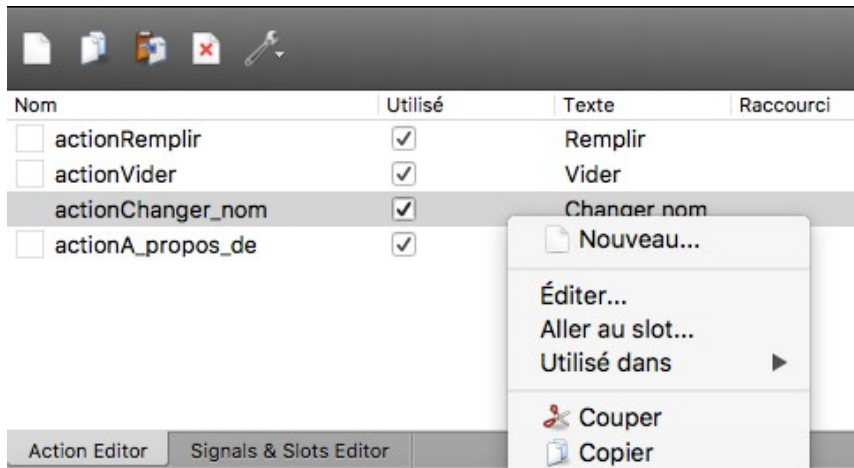 Nom Utilisé Texte Raccourci
actionRemplir Remplir
actionVider Vider
actionChanger_nom Changer nom
actionA_propos_de
Nouveau...
Éditer...
Aller au slot...
Utilisé dans
Couper
Copier
Action Editor Signals & Slots Editor